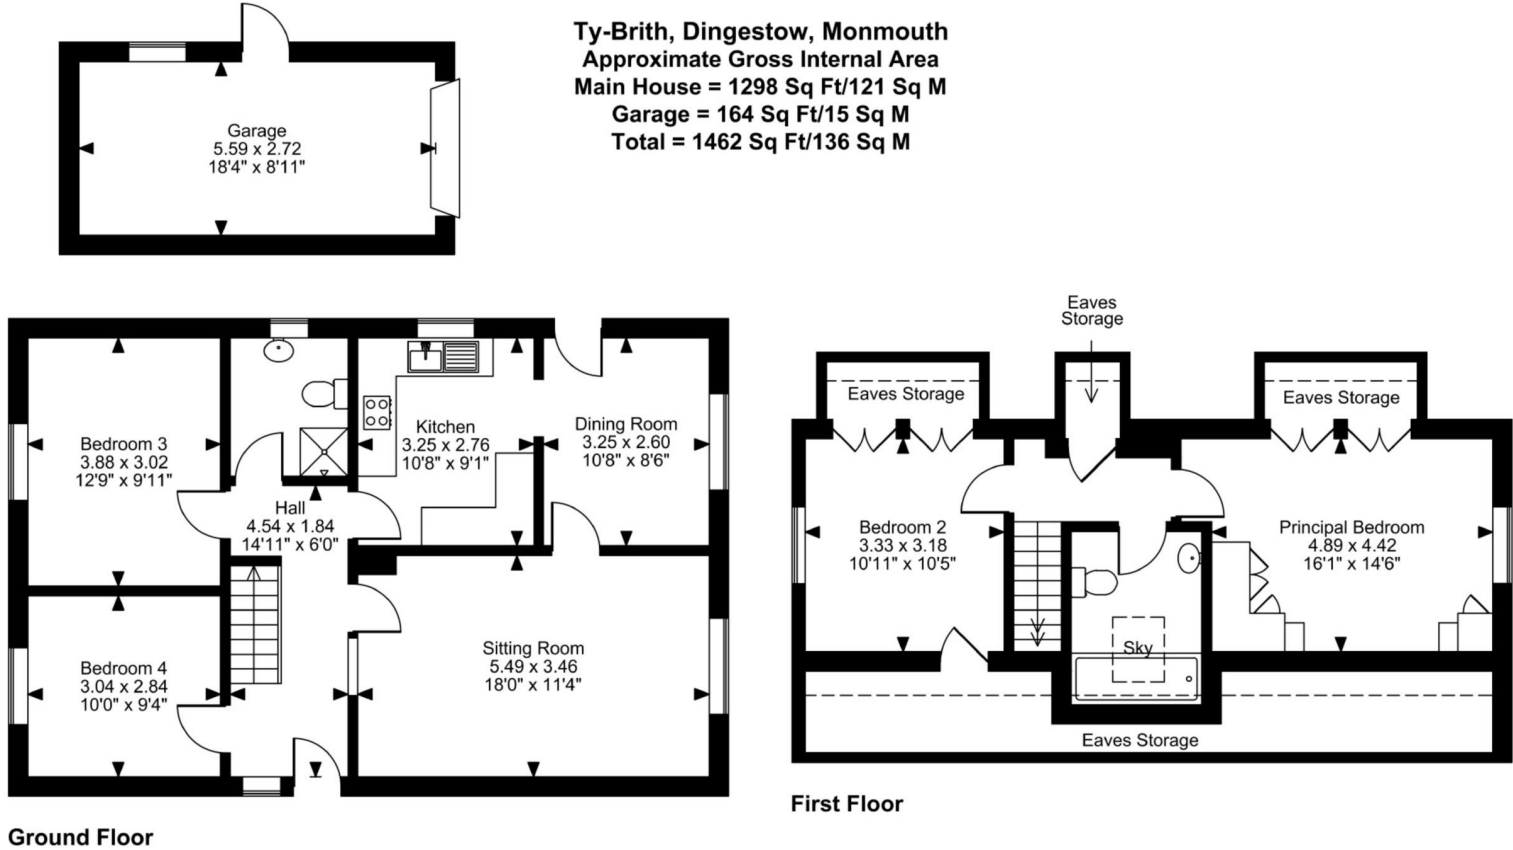 Ty-Brith, Dingestow, Monmouth
Approximate Gross Internal Area
Main House = 1298 Sq Ft/121 Sq M
Garage = 164 Sq Ft/15 Sq M
Total = 1462 Sq Ft/136 Sq M
Garage
5.59 x 2.72
18'4" x 8'11"
Bedroom 3
3.88 x 3.02
12'9" x 9'11"
Kitchen
3.25 x 2.76
10'8" x 9'1"
Dining Room
3.25 x 2.60
10'8" x 8'6"
Hall
4.54 x 1.84
14'11" x 6'0"
Bedroom 4
3.04 x 2.84
10'0" x 9'4"
Sitting Room
5.49 x 3.46
18'0" x 11'4"
Ground Floor
Eaves
Storage
Eaves Storage
Eaves Storage
Bedroom 2
3.33 x 3.18
10'11" x 10'5"
Principal Bedroom
4.89 x 4.42
16'1" x 14'6"
Sky
Eaves Storage
First Floor